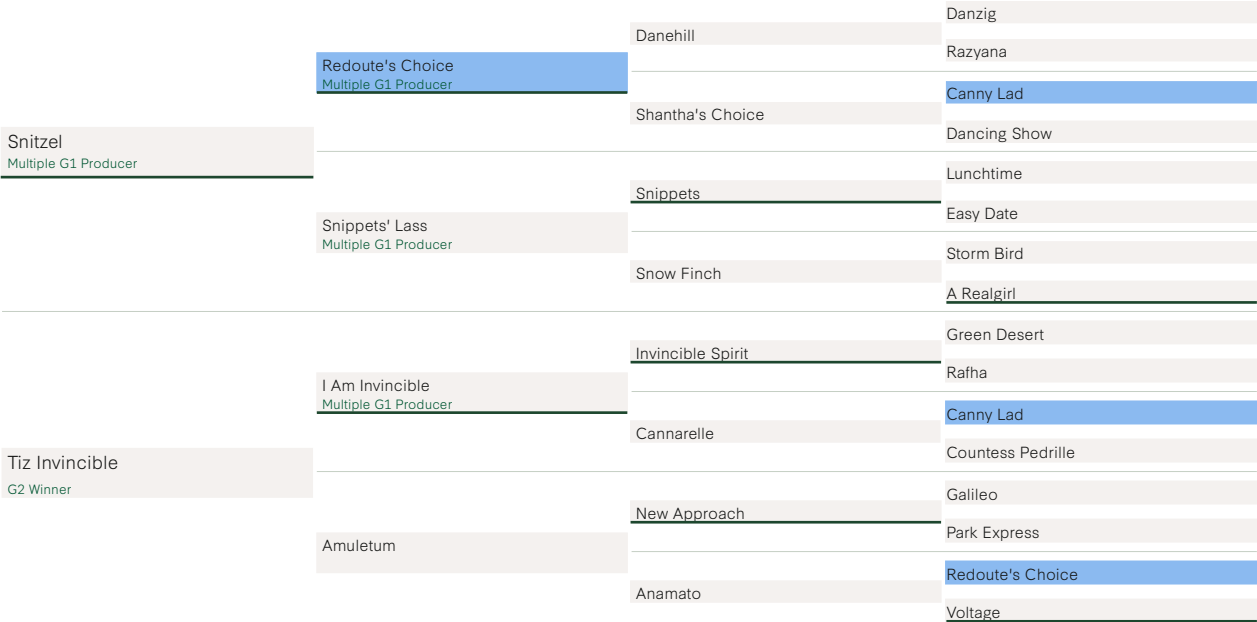 Snitzel
Multiple G1 Producer
Tiz Invincible
G2 Winner
Redoute's Choice
Multiple G1 Producer
Snippets' Lass
Multiple G1 Producer
I Am Invincible
Multiple G1 Producer
Amuletum
Danehill
Shantha's Choice
Snippets
Snow Finch
Invincible Spirit
Cannarelle
New Approach
Anamato
Danzig
Razyana
Canny Lad
Dancing Show
Lunchtime
Easy Date
Storm Bird
A Realgirl
Green Desert
Rafha
Canny Lad
Countess Pedrille
Galileo
Park Express
Redoute's Choice
Voltage